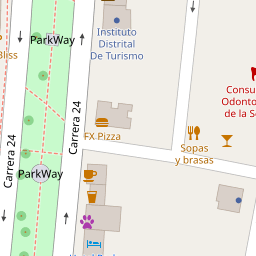 Instituto
Distrital
De Turismo
ParkWay
Bliss
Consu
Odonto
de la S
Carrera 24
FX Pizza
Sopas
y brasas
Carrera 24
ParkWay